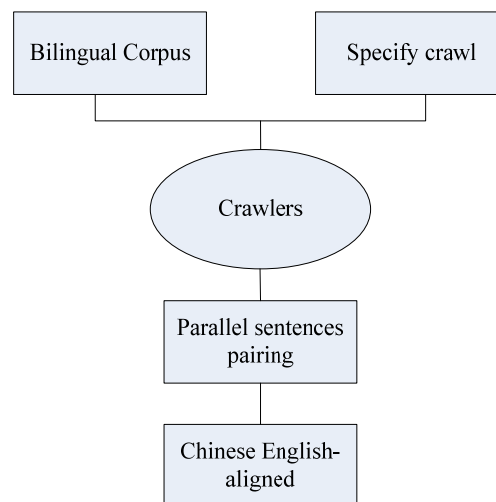 Bilingual Corpus
Specify crawl
Crawlers
Parallel sentences
pairing
Chinese English-
aligned